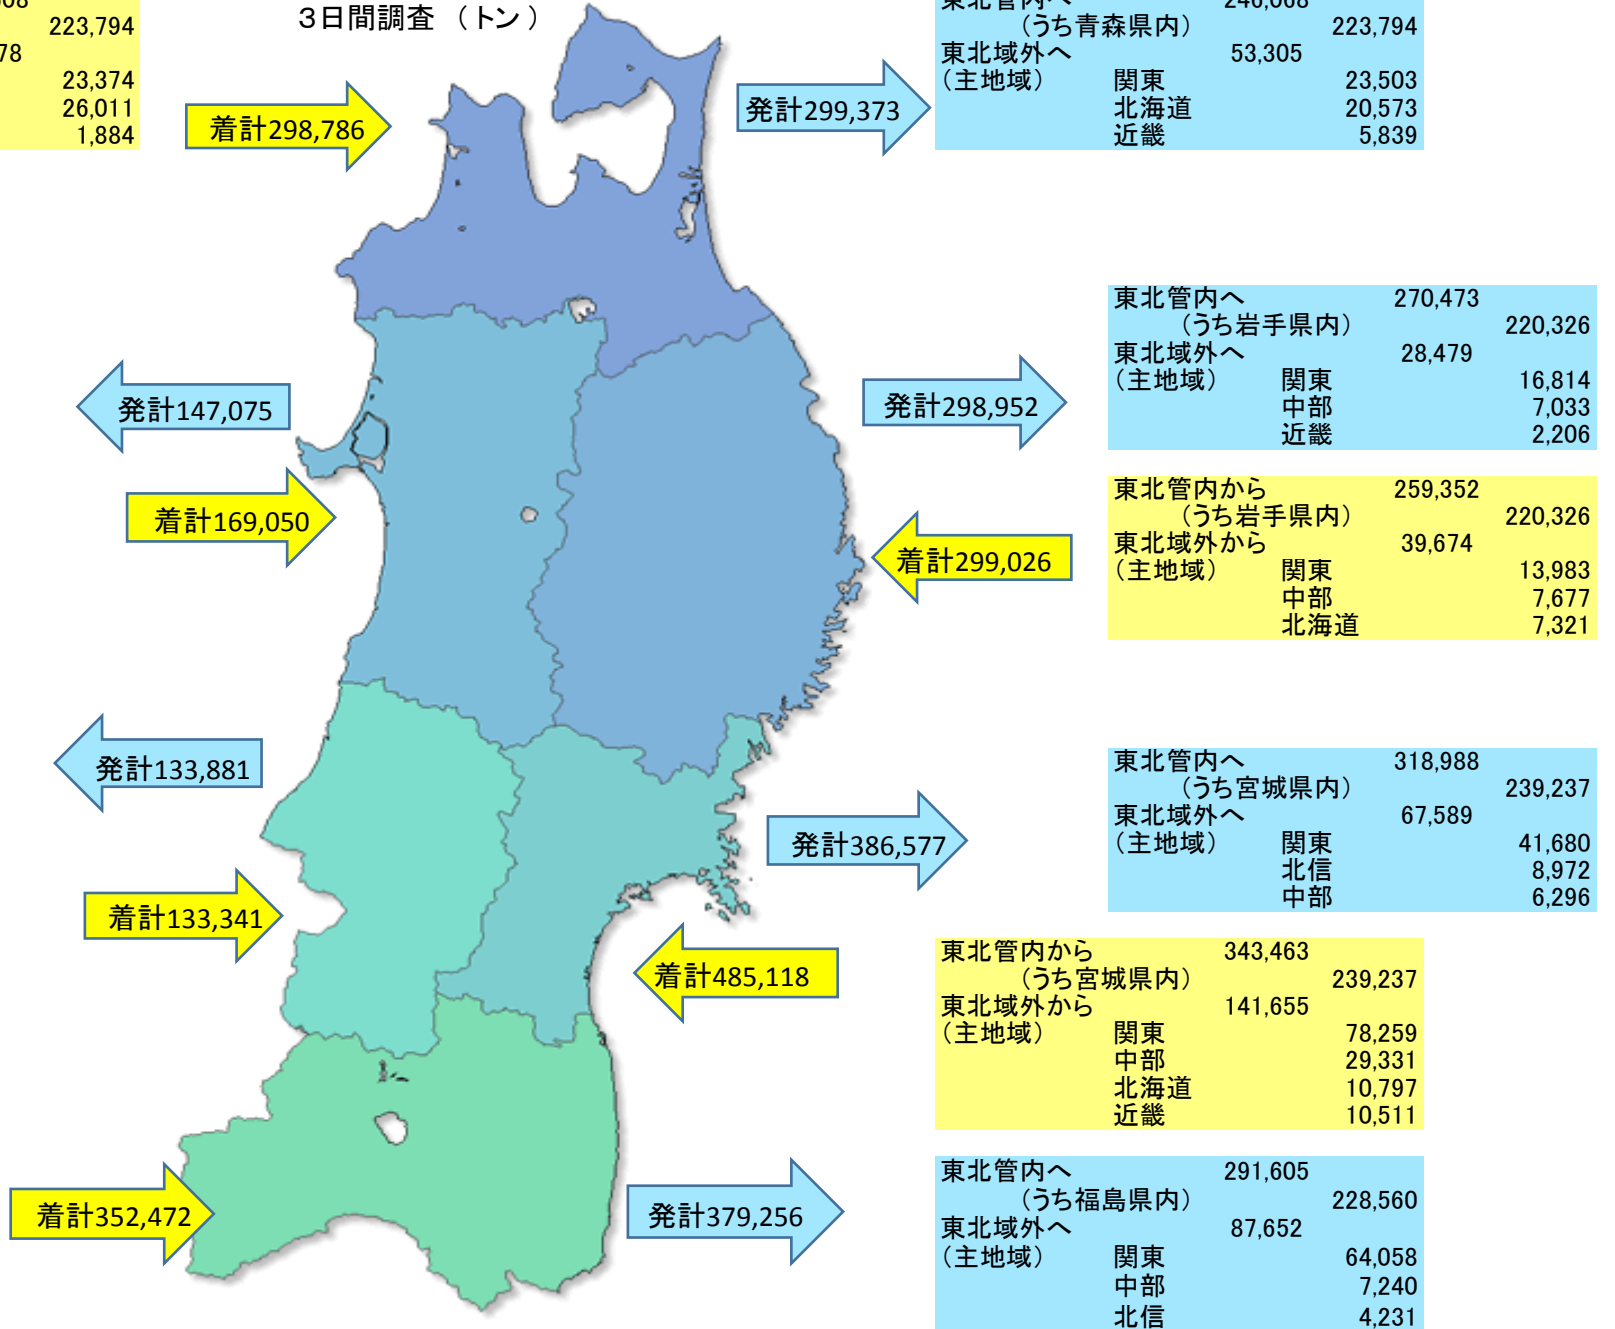 ３日間調査 （トン）
223,794
23,374
26,011
1,884
着計298,786
発計299,373
東北管内へ 246,068
（うち青森県内） 223,794
東北域外へ 53,305
（主地域） 関東 23,503
北海道 20,573
近畿 5,839
東北管内へ 270,473
（うち岩手県内） 220,326
東北域外へ 28,479
（主地域） 関東 16,814
中部 7,033
近畿 2,206
発計147,075
発計298,952
着計169,050
着計299,026
東北管内から 259,352
（うち岩手県内） 220,326
東北域外から 39,674
（主地域） 関東 13,983
中部 7,677
北海道 7,321
発計133,881
発計386,577
東北管内へ 318,988
（うち宮城県内） 239,237
東北域外へ 67,589
（主地域） 関東 41,680
北信 8,972
中部 6,296
着計133,341
着計485,118
東北管内から 343,463
（うち宮城県内） 239,237
東北域外から 141,655
（主地域） 関東 78,259
中部 29,331
北海道 10,797
近畿 10,511
着計352,472
発計379,256
東北管内へ 291,605
（うち福島県内） 228,560
東北域外へ 87,652
（主地域） 関東 64,058
中部 7,240
北信 4,231